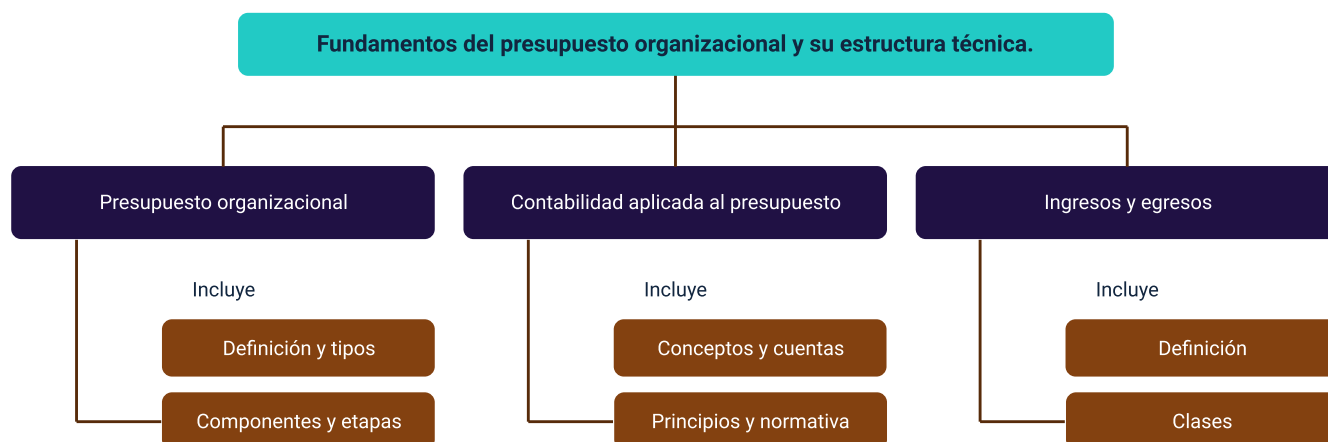 Fundamentos del presupuesto organizacional y su estructura técnica.
Presupuesto organizacional
Contabilidad aplicada al presupuesto
Ingresos y egresos
Incluye
Incluye
Incluye
Definición y tipos
Conceptos y cuentas
Definición
Componentes y etapas
Principios y normativa
Clases